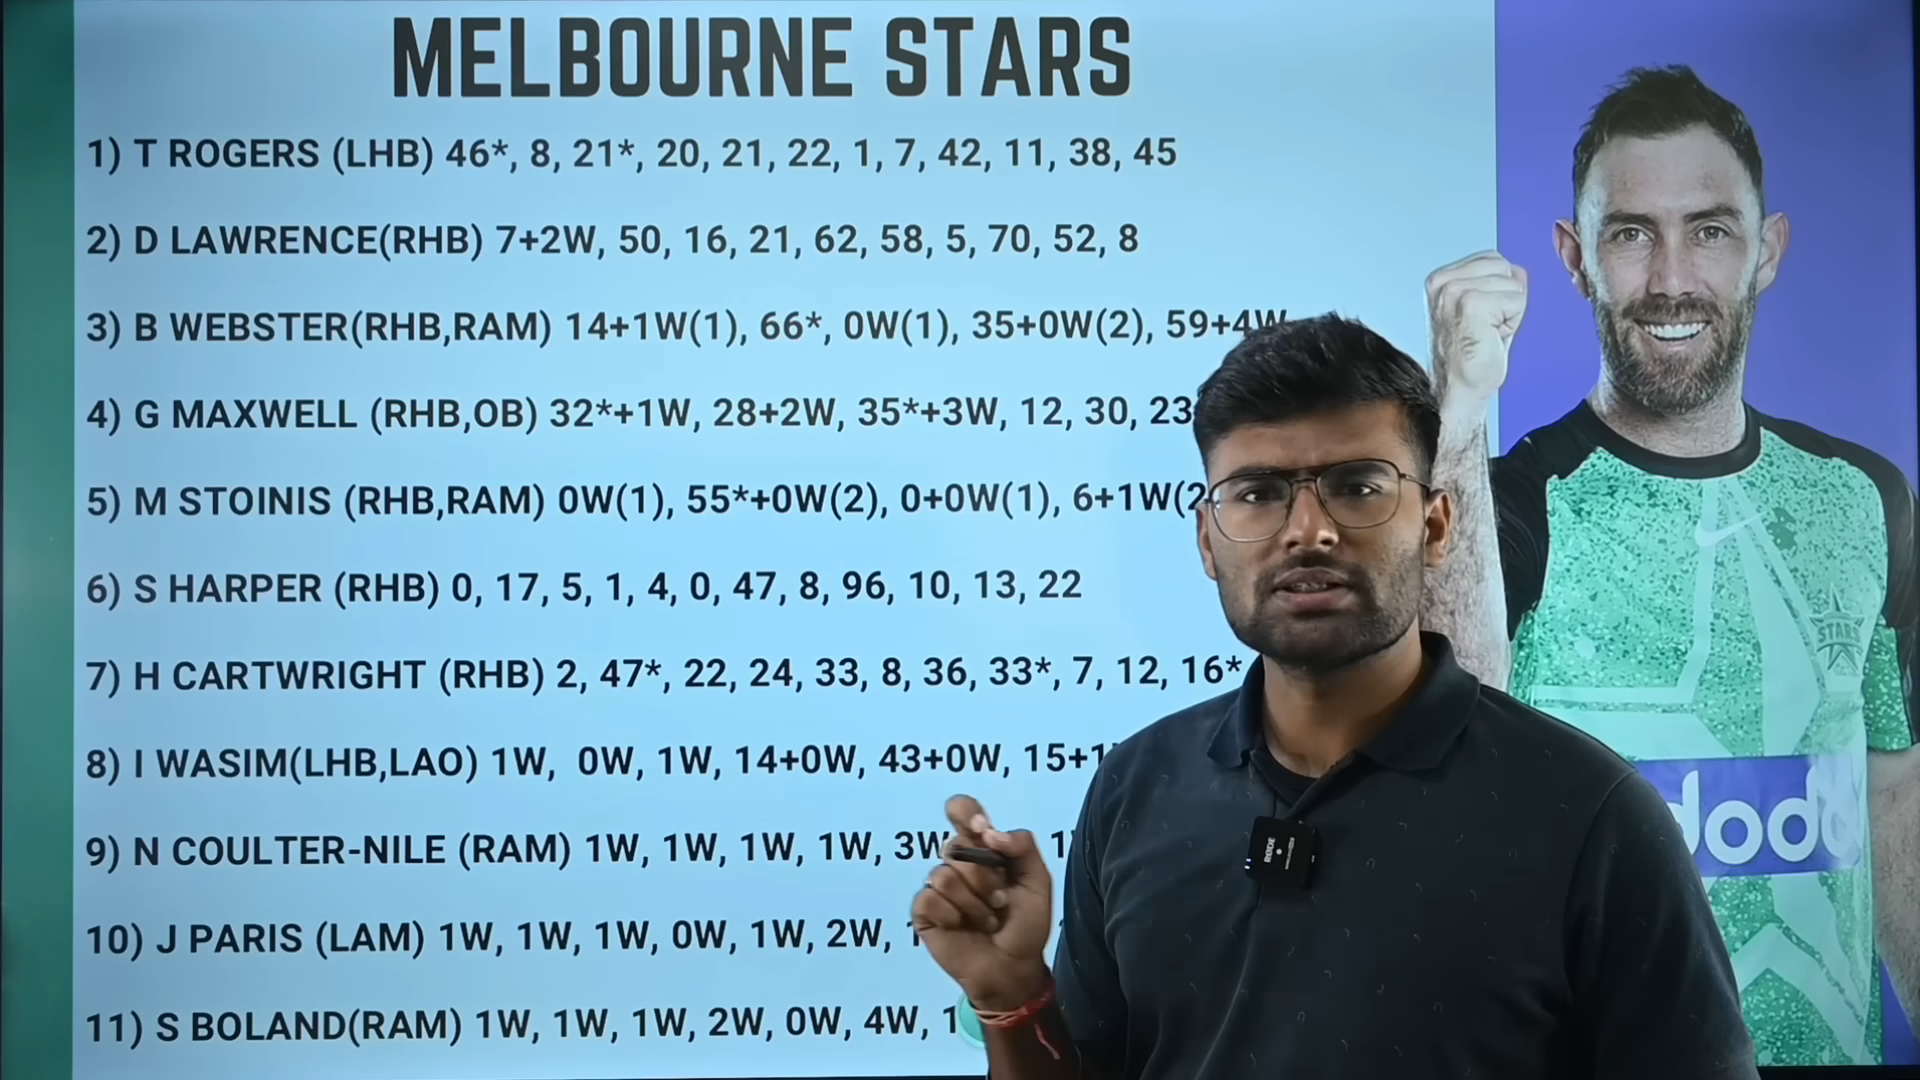 MELBOURNE STARS
1) T ROGERS (LHB) 46*, 8, 21*, 20, 21, 22, 1, 7, 42, 11, 38, 45
2) D LAWRENCE(RHB) 7+2W, 50, 16, 21, 62, 58, 5, 70, 52, 8
3) B WEBSTER(RHB,RAM) 14+1W(1), 66*, 0W(1), 35+0W(2), 59+4W
4) G MAXWELL (RHB,OB) 32*+1W, 28+2W, 35*+3W, 12, 30, 23
5) M STOINIS (RHB,RAM) 0W(1), 55*+0W(2), 0+0W(1), 6+1W(2
6) S HARPER (RHB) 0, 17, 5, 1, 4, 0, 47, 8, 96, 10, 13, 22
7) H CARTWRIGHT (RHB) 2, 47*, 22, 24, 33, 8, 36, 33*, 7, 12, 16*
8) I WASIM(LHB,LAO) 1W, 0W, 1W, 14+0W, 43+0W, 15+1
9) N COULTER-NILE (RAM) 1W, 1W, 1W, 1W, 3W 1
10) J PARIS (LAM) 1W, 1W, 1W, 0W, 1W, 2W, 1
11) S BOLAND(RAM) 1W, 1W, 1W, 2W, 0W, 4W, 1
STARS
dodo
RØDE